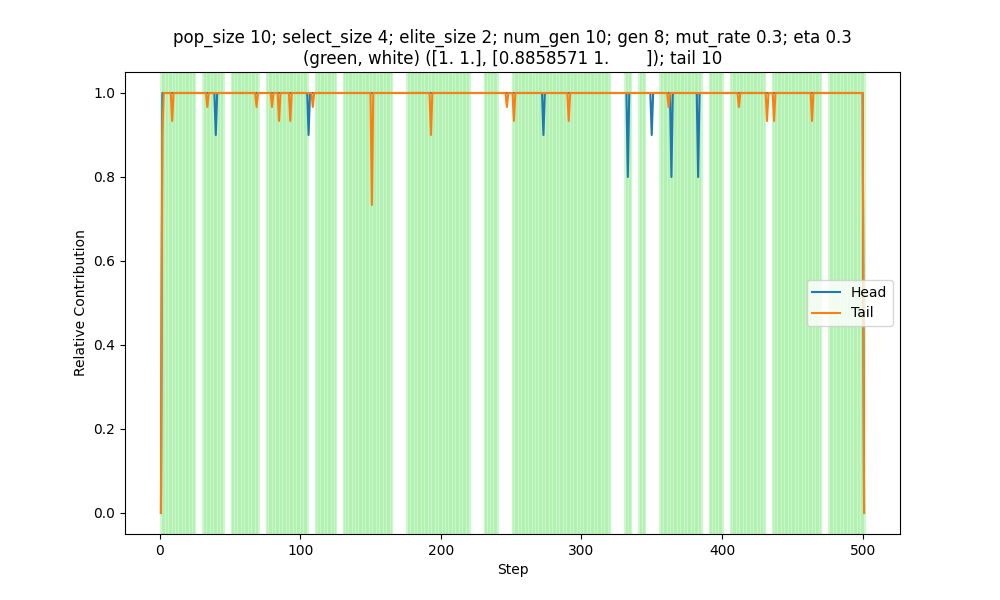 pop_size 10; select_size 4; elite_size 2; num_gen 10; gen 8; mut_rate 0.3; eta 0.3
(green, white) ([1. 1.], [0.8858571 1.        ]); tail 10
1.0
0.8
0.6
0.4
0.2
0.0
Relative Contribution
Head
Tail
0
100
200
300
400
500
Step